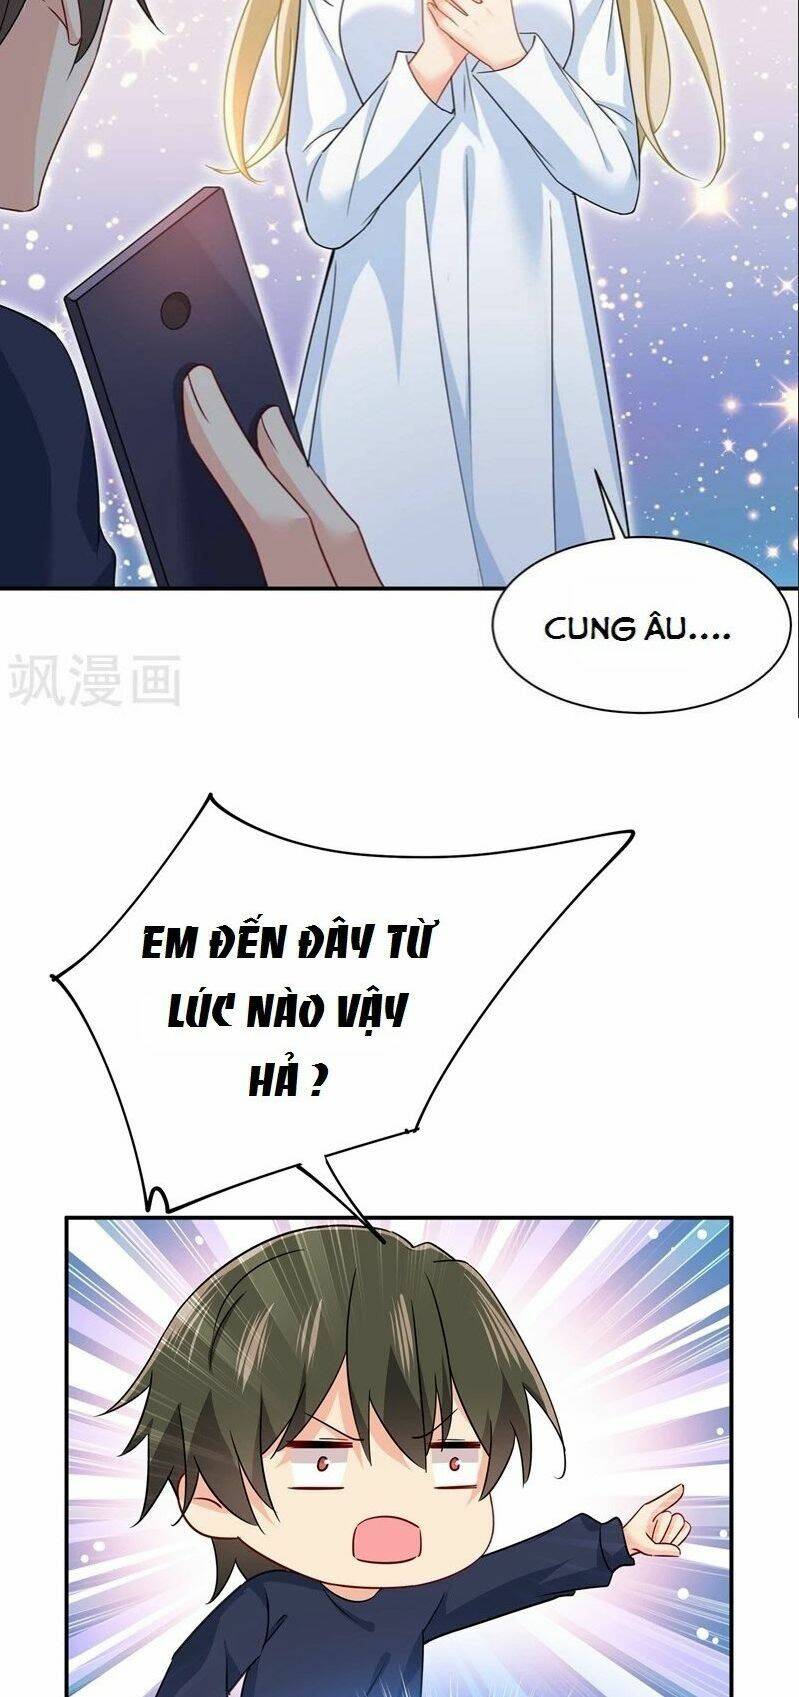 CUNG ÂU....
飒漫画
EM ĐẾN ĐÂY TỪ
LÚC NÀO VẬY
HẢ ?